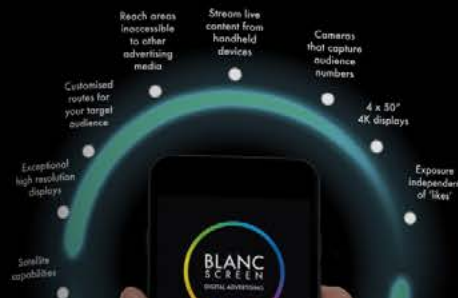 Reach areas
inaccessible
to other
advertising
media
Stream live
content from
handheld
devices
Cameras
that capture
audience
numbers
Customised
routes for
your target
audience
4 x 50"
4K displays
Exceptional
high resolution
displays
Exposure
independent
of 'likes'
Satellite
capabilities
BLANC
SCREEN
DIGITAL ADVERTISING